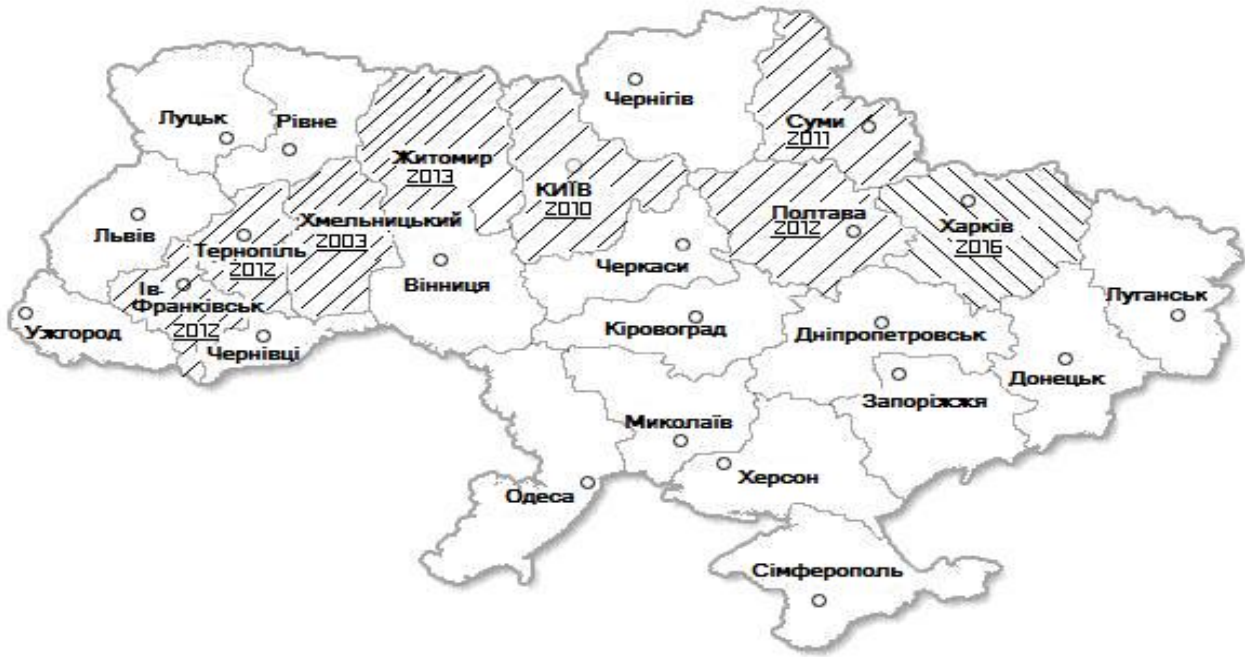 Чернігів
Луцьк
Рівне
Суми
2011
Житомир
2013
КИЇВ
2010
Хмельницький
2003
Полтава
2012
Харків
2016
Львів
Тернопіль
2012
Черкаси
Вінниця
Ів-
Франківськ
2012
Луганськ
Ужгород
Чернівці
Кіровоград
Дніпропетровськ
Донецьк
Запоріжжя
Миколаїв
Херсон
Одеса
Сімферополь